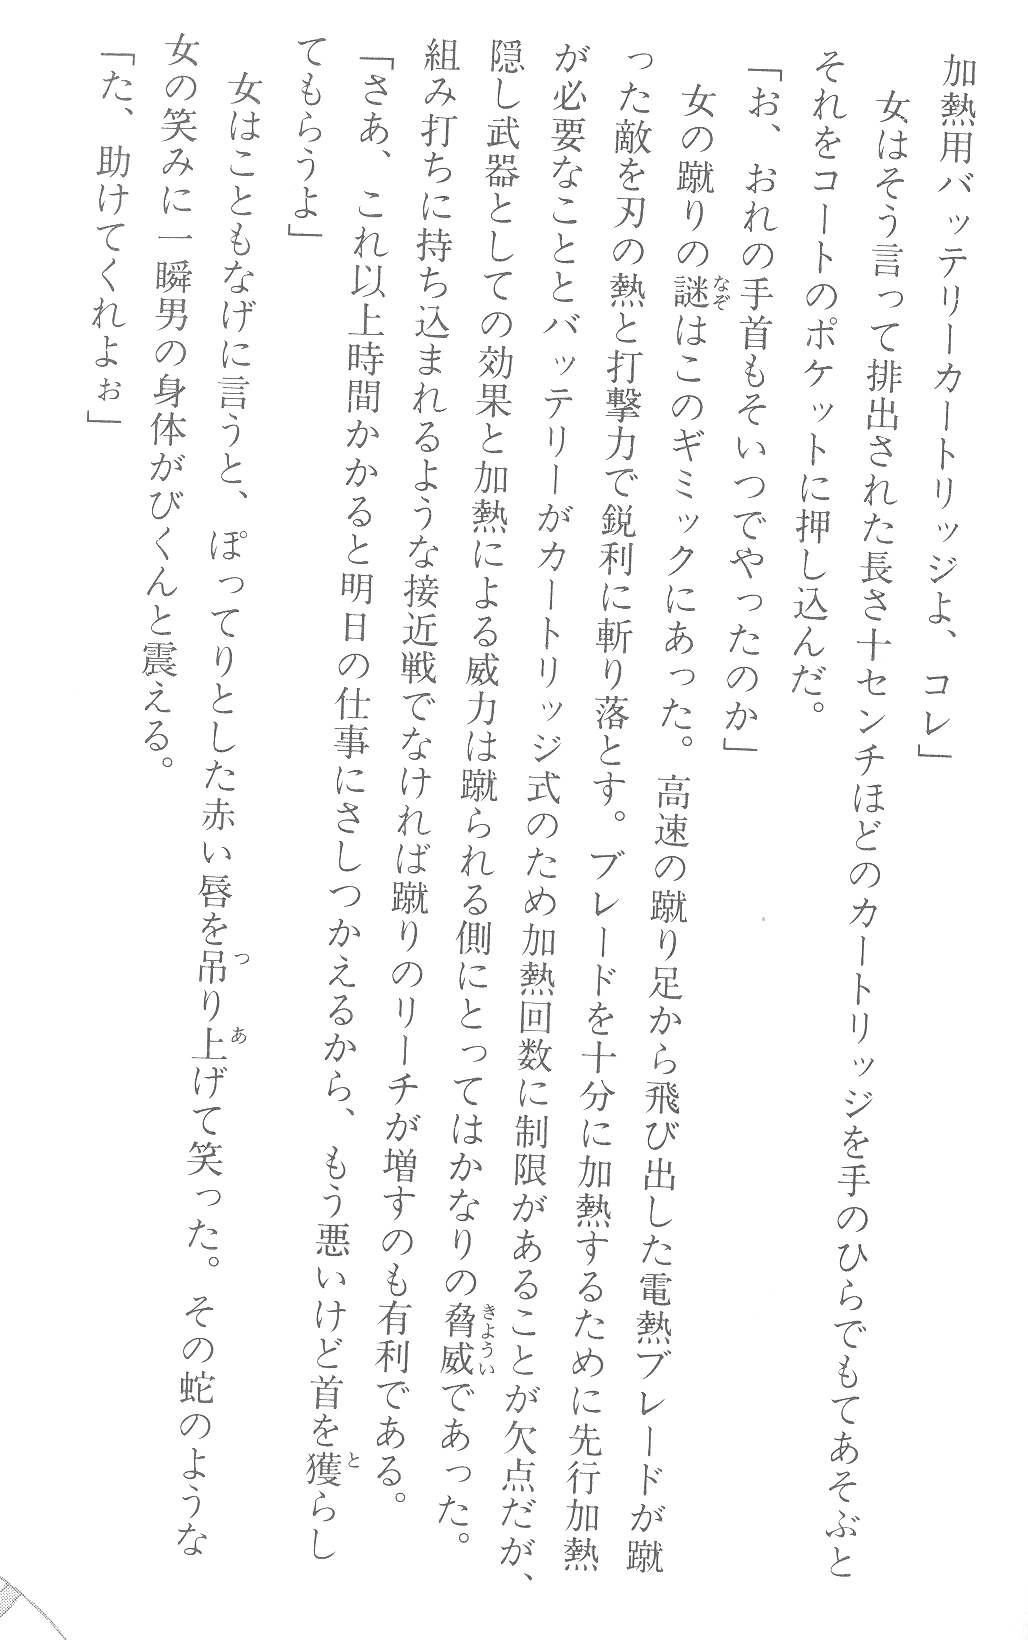 加熱用バッテリーカートリッジよ、コレ」
　女はそう言って排出された長さ十センチほどのカートリッジを手のひらでもてあそぶと
それをコートのポケットに押し込んだ。
「お、おれの手首もそいつでやったのか」
　女の蹴りの謎はこのギミックにあった。高速の蹴り足から飛び出した電熱ブレードが蹴
った敵を刃の熱と打撃力で鋭利に斬り落とす。ブレードを十分に加熱するために先行加熱
が必要なこととバッテリーがカートリッジ式のため加熱回数に制限があることが欠点だが、
隠し武器としての効果と加熱による威力は蹴られる側にとってはかなりの脅威であった。
組み打ちに持ち込まれるような接近戦でなければ蹴りのリーチが増すのも有利である。
「さあ、これ以上時間かかると明日の仕事にさしつかえるから、もう悪いけど首を獲らし
てもらうよ」
　女はこともなげに言うと、ぽってりとした赤い唇を吊り上げて笑った。その蛇のような
女の笑みに一瞬男の身体がびくんと震える。
「た、助けてくれよぉ」